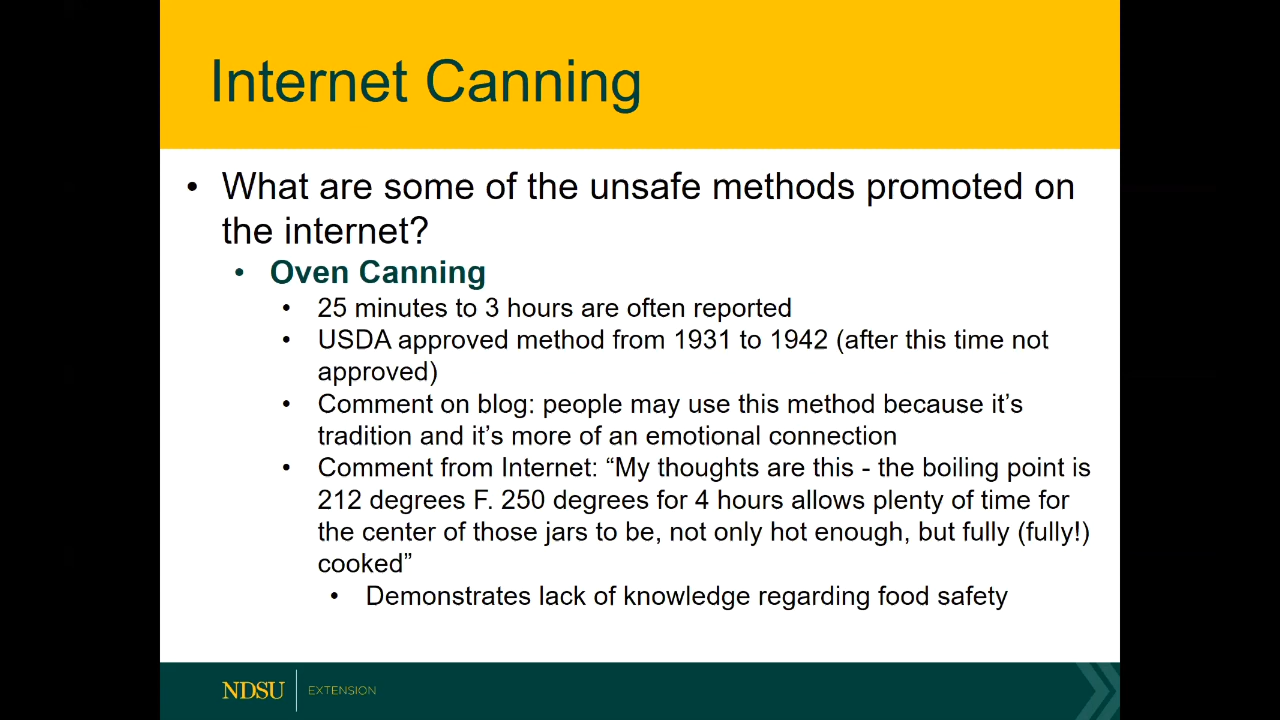 Internet Canning
• What are some of the unsafe methods promoted on
the internet?
• Oven Canning
• 25 minutes to 3 hours are often reported
• USDA approved method from 1931 to 1942 (after this time not
approved)
• Comment on blog: people may use this method because it’s
tradition and it’s more of an emotional connection
• Comment from Internet: “My thoughts are this - the boiling point is
212 degrees F. 250 degrees for 4 hours allows plenty of time for
the center of those jars to be, not only hot enough, but fully (fully!)
cooked”
• Demonstrates lack of knowledge regarding food safety
NDSU EXTENSION